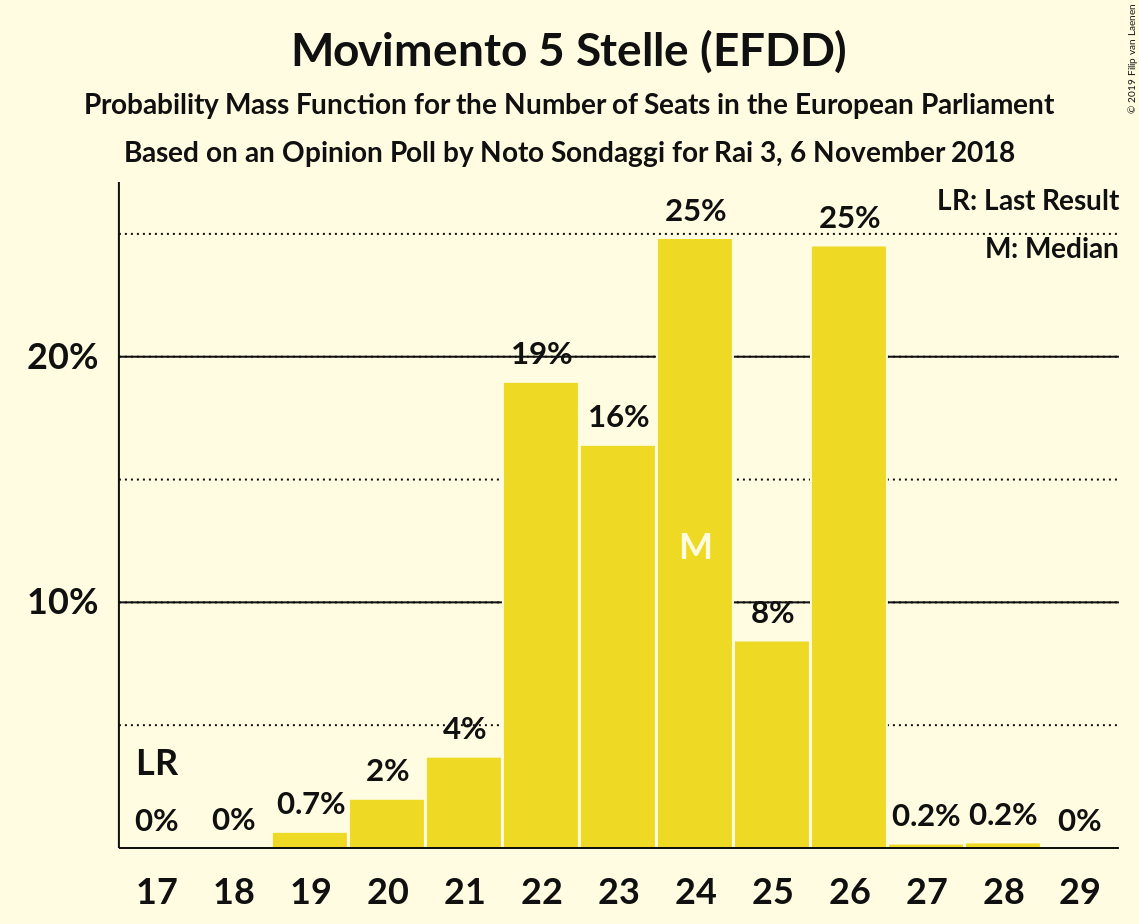 Movimento 5 Stelle (EFDD)
Probability Mass Function for the Number of Seats in the European Parliament
Based on an Opinion Poll by Noto Sondaggi for Rai 3, 6 November 2018
© 2019 Filip van Laenen
LR: Last Result
M: Median
25%
25%
20%
19%
16%
M
10%
8%
4%
LR
2%
0.7%
0%
0%
0.2%
0.2%
0%
17 18 19 20 21 22 23 24 25 26 27 28 29